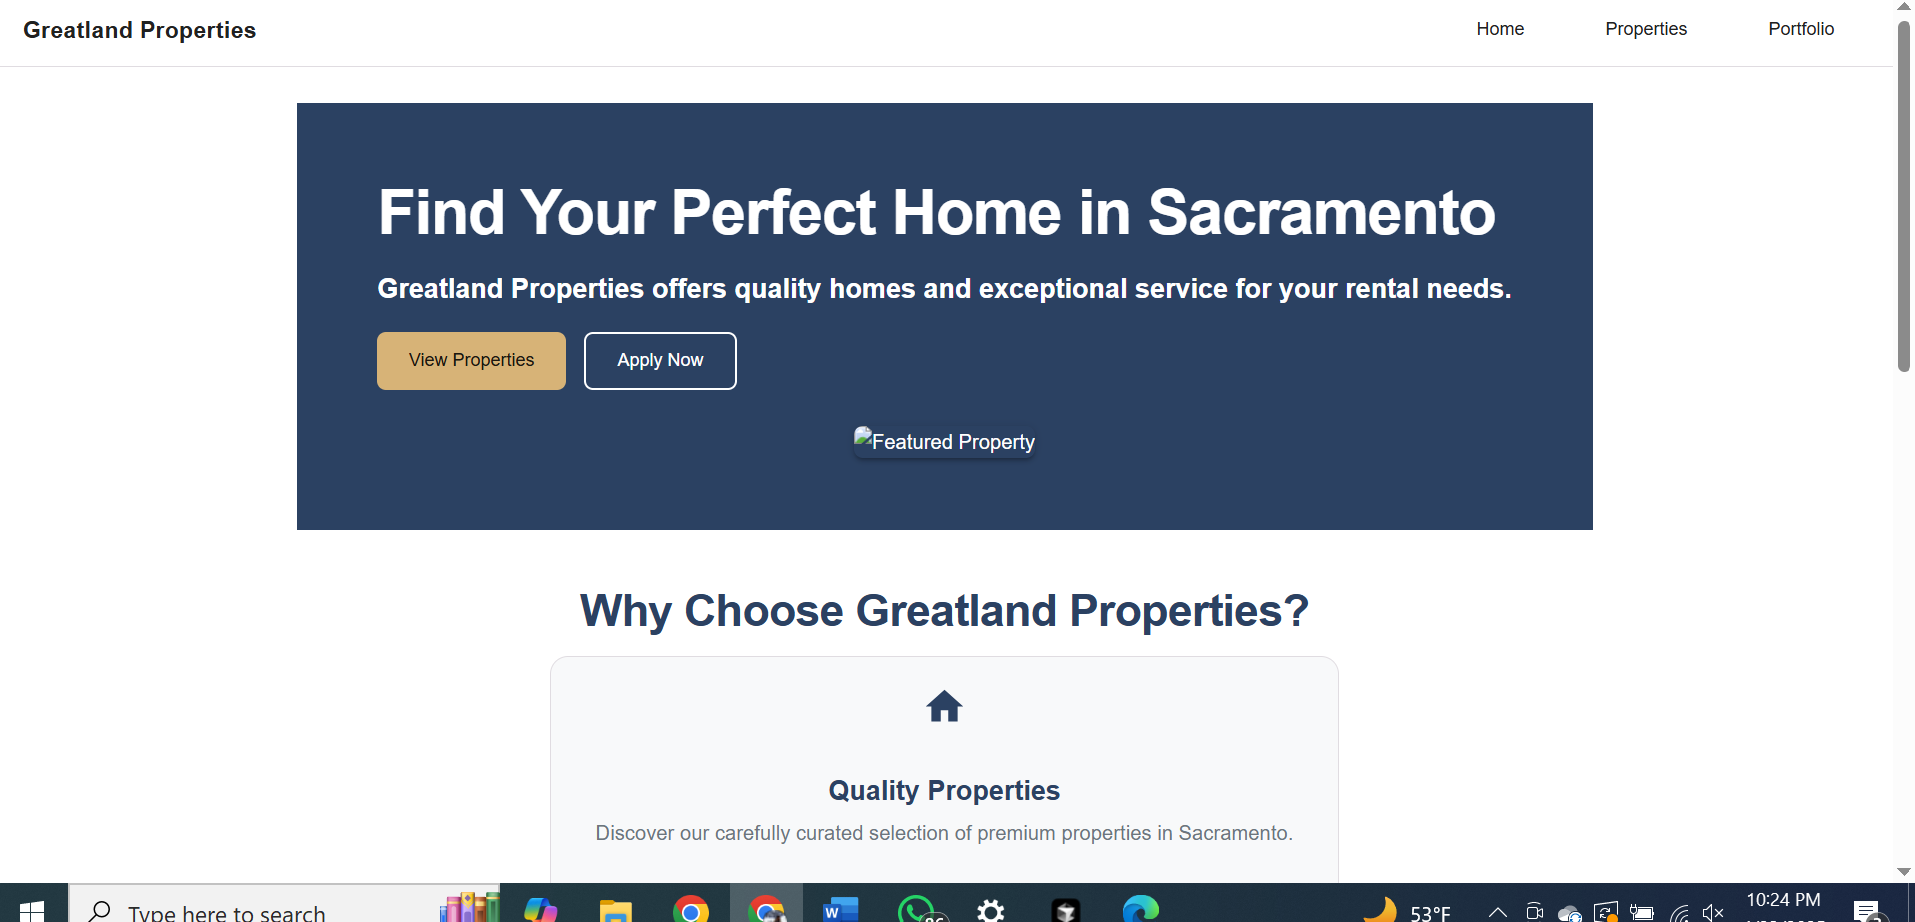 Greatland Properties
Home
Properties
Portfolio
Find Your Perfect Home in Sacramento
Greatland Properties offers quality homes and exceptional service for your rental needs.
View Properties
Apply Now
Featured Property
Why Choose Greatland Properties?
Quality Properties
Discover our carefully curated selection of premium properties in Sacramento.
Type here to search
W
53°F
10:24 PM